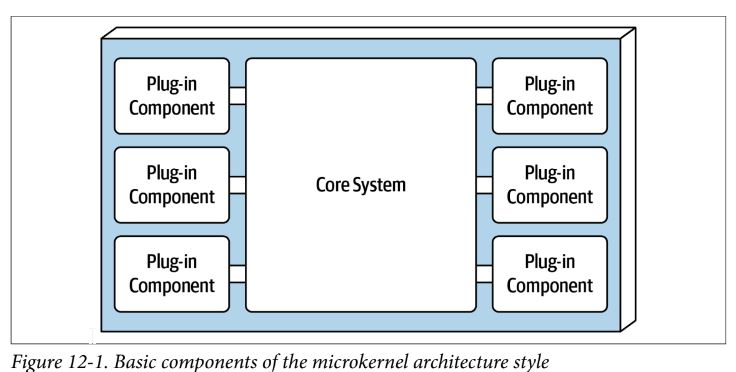 Plug-in
Component
Plug-in
Component
Plug-in
Component
Core System
Plug-in
Component
Plug-in
Component
Plug-in
Component
Figure 12-1. Basic components of the microkernel architecture style